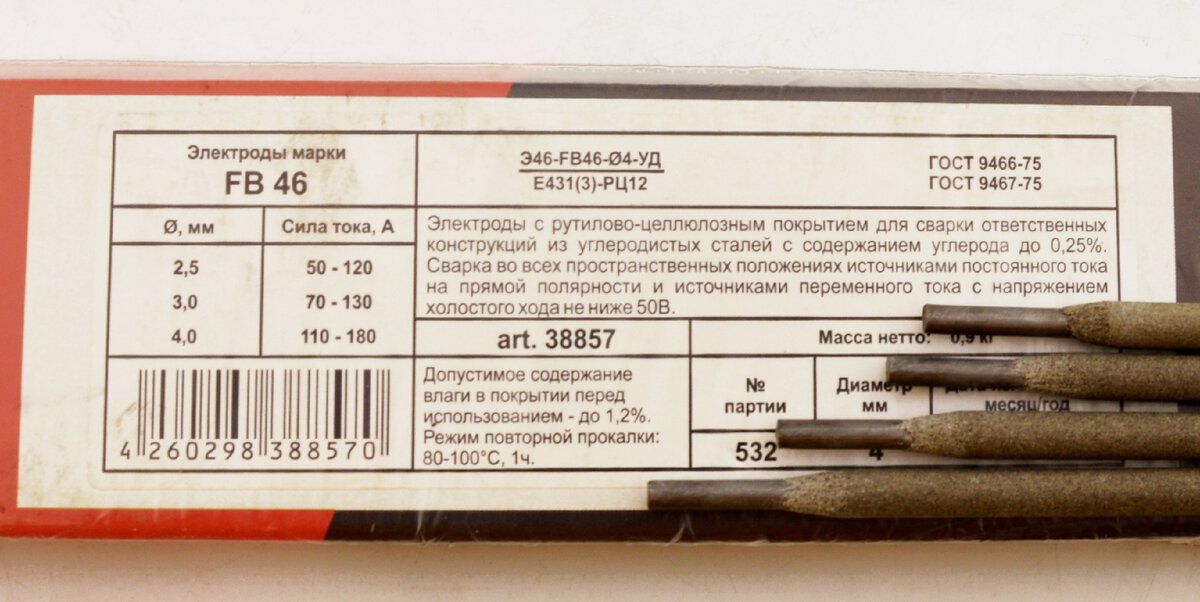 Электроды марки
FB 46
Э46-FB46-Ø4-УД
E431(3)-РЦ12
ГОСТ 9466-75
ГОСТ 9467-75
Ø, мм
Сила тока, А
2,5
50 - 120
3,0
70 - 130
4,0
110 - 180
Электроды с рутилово-целлюлозным покрытием для сварки ответственных
конструкций из углеродистых сталей с содержанием углерода до 0,25%.
Сварка во всех пространственных положениях источниками постоянного тока
на прямой полярности и источниками переменного тока с напряжением
холостого хода не ниже 50В.
art. 38857
Масса нетто: 0,9 кг
4 260298 388570
Допустимое содержание
влаги в покрытии перед
использованием - до 1,2%.
Режим повторной прокалки:
80-100°С, 1ч.
№
партии
Диаметр
мм
месяц/год
532
4